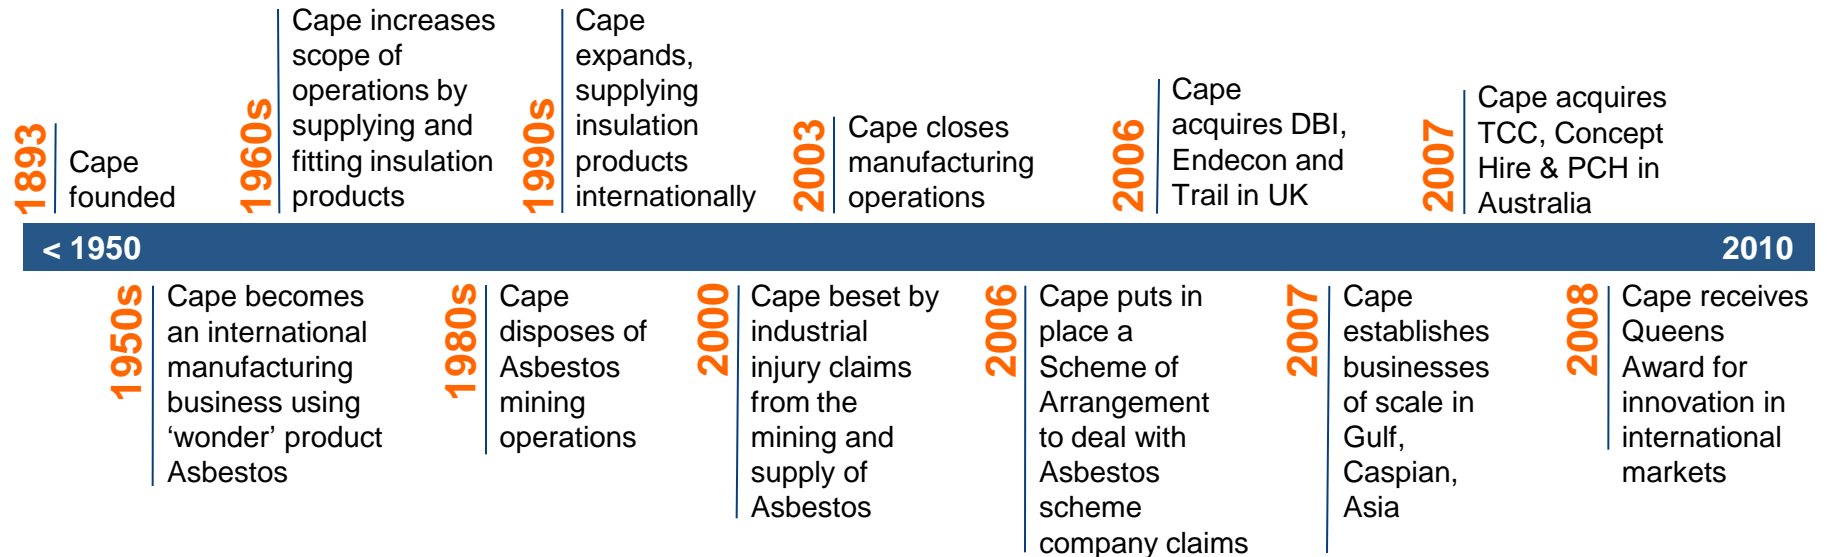 1893
Cape
founded
1960s
Cape increases
scope of
operations by
supplying and
fitting insulation
products
1990s
Cape
expands,
supplying
insulation
products
internationally
2003
Cape closes
manufacturing
operations
2006
Cape
acquires DBI,
Endecon and
Trail in UK
2007
Cape acquires
TCC, Concept
Hire & PCH in
Australia
< 1950
2010
1950s
Cape becomes
an international
manufacturing
business using
‘wonder’ product
Asbestos
1980s
Cape
disposes of
Asbestos
mining
operations
2000
Cape beset by
industrial
injury claims
from the
mining and
supply of
Asbestos
2006
Cape puts in
place a
Scheme of
Arrangement
to deal with
Asbestos
scheme
company claims
2007
Cape
establishes
businesses
of scale in
Gulf,
Caspian,
Asia
2008
Cape receives
Queens
Award for
innovation in
international
markets